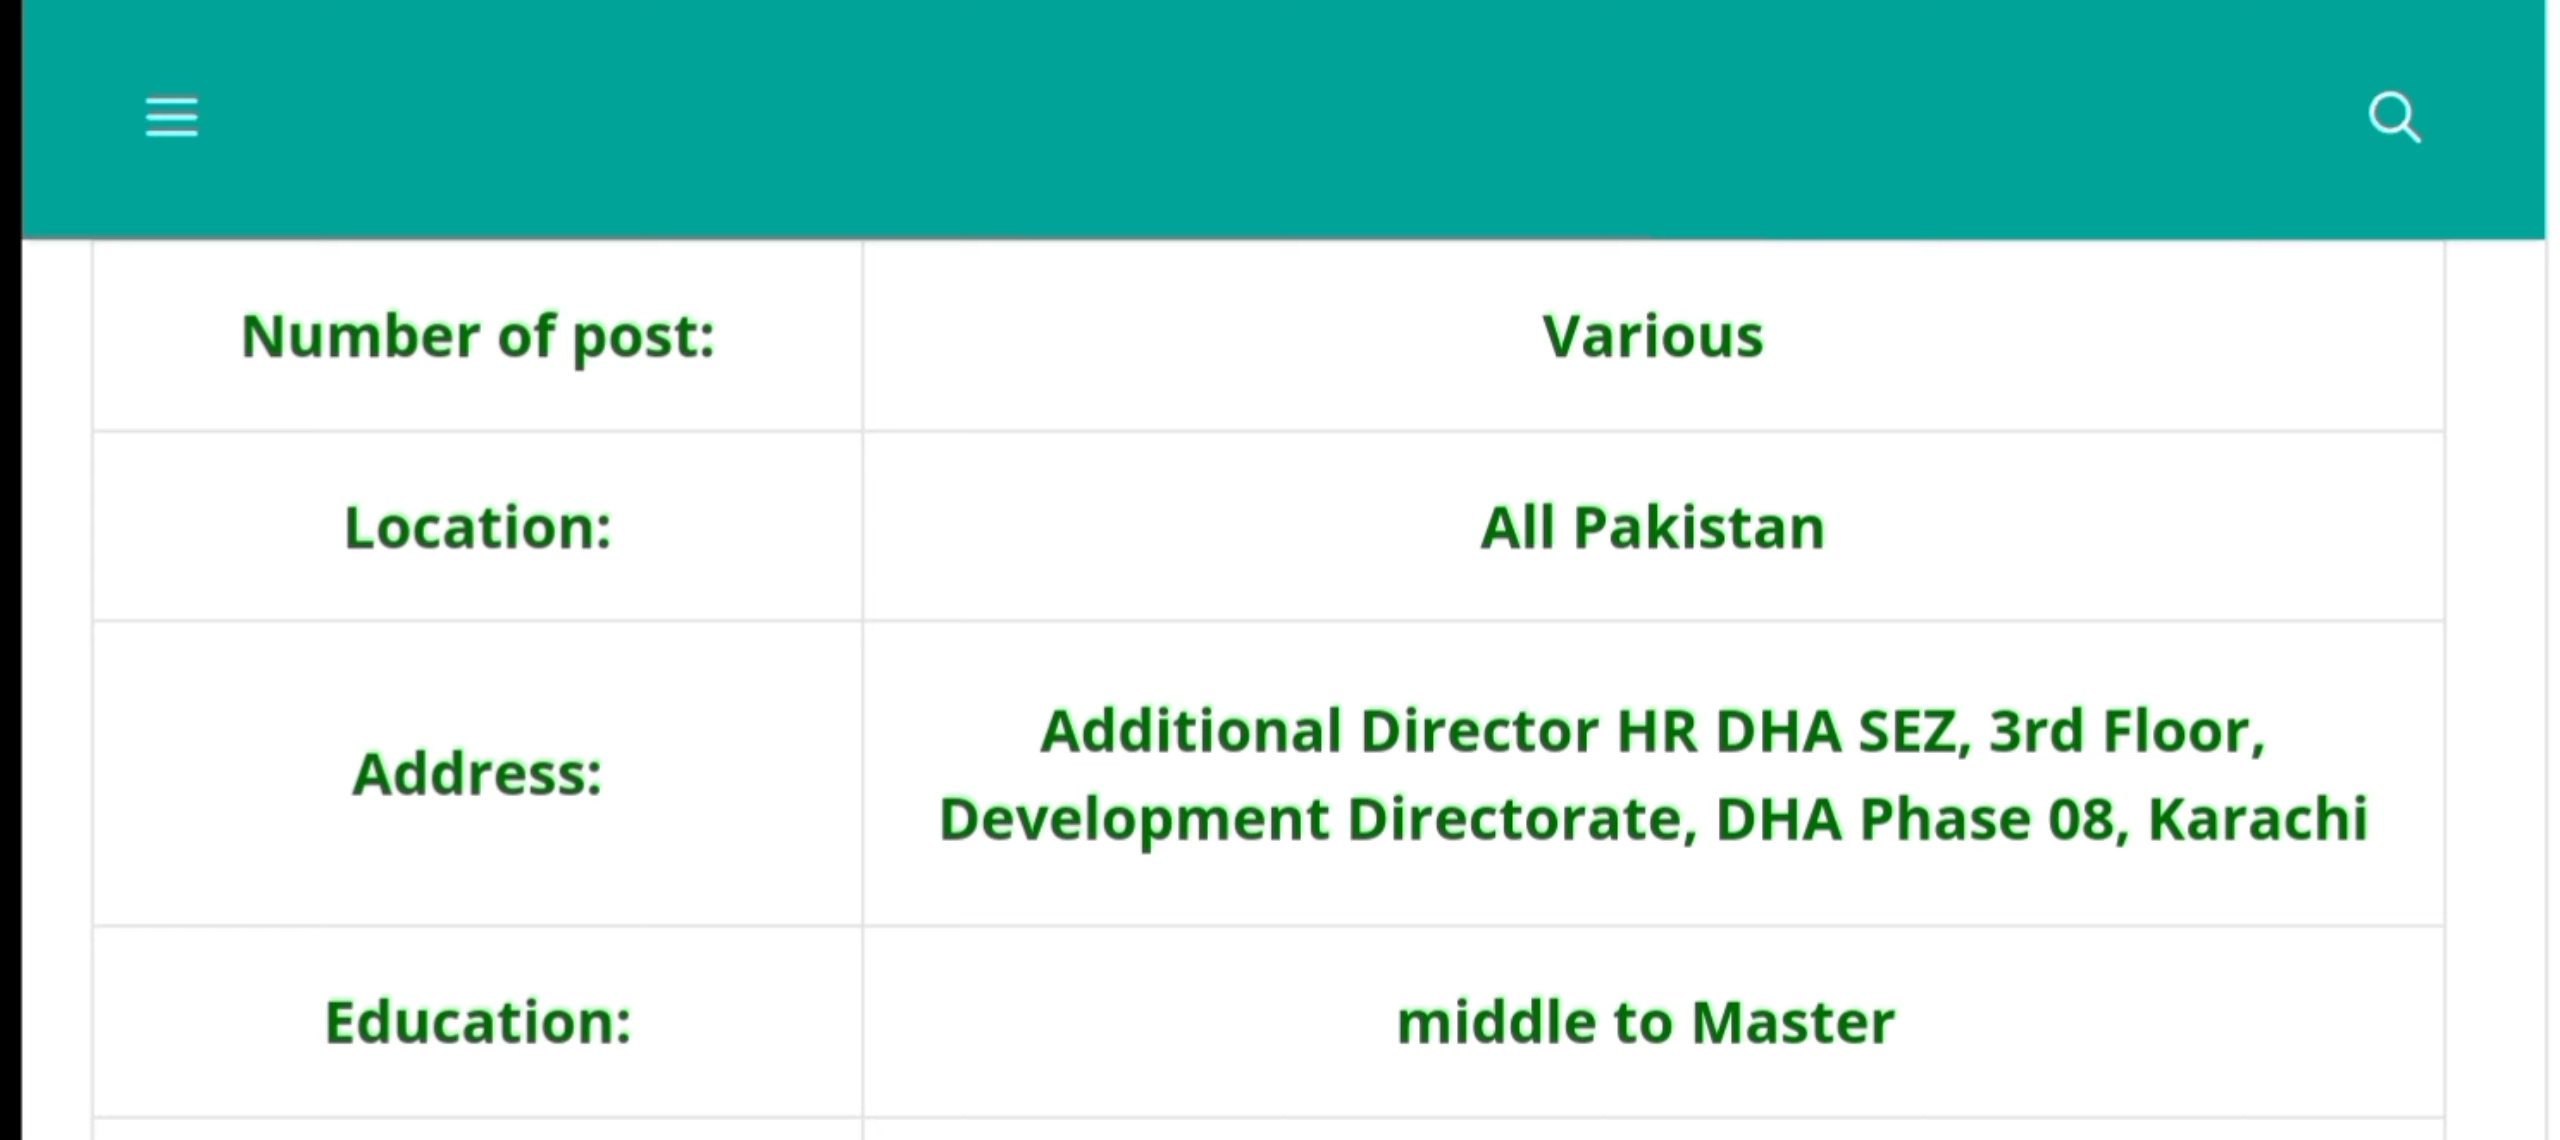 Number of post: Various
Location: All Pakistan
Address: Additional Director HR DHA SEZ, 3rd Floor,
Development Directorate, DHA Phase 08, Karachi
Education: middle to Master